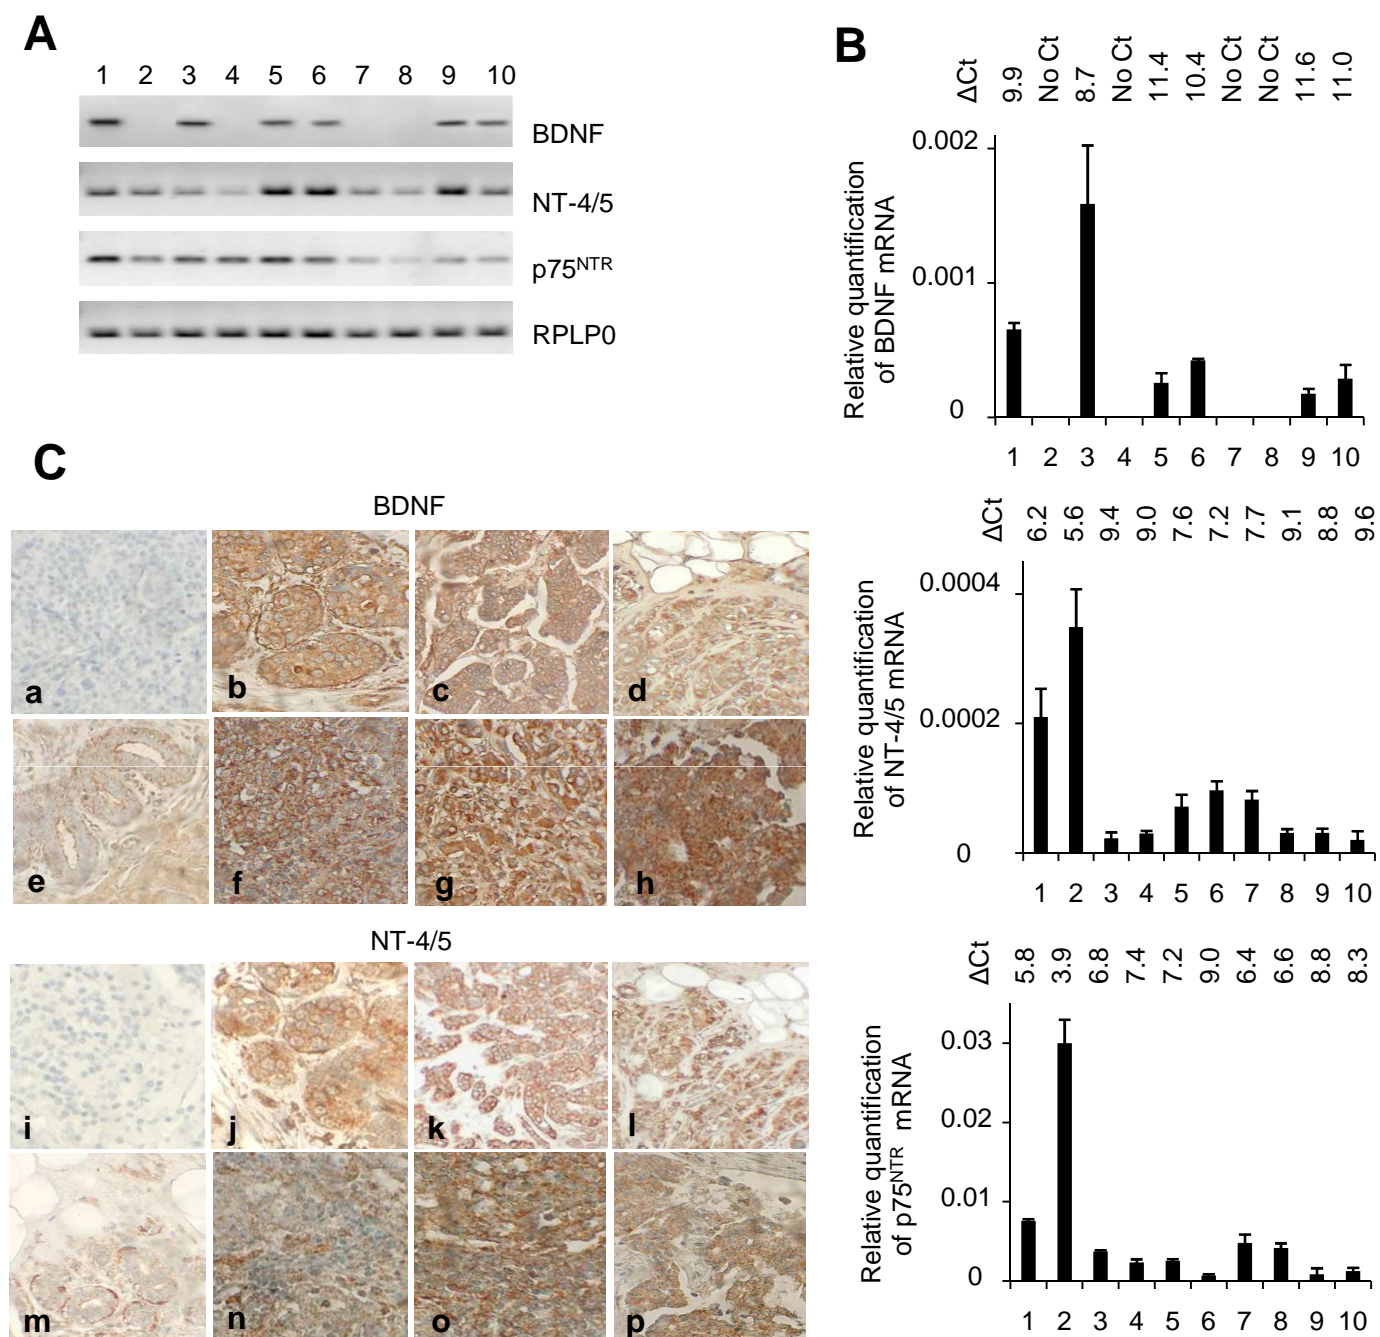 A
1 2 3 4 5 6 7 8 9 10
BDNF
NT-4/5
p75NTR
RPLP0
B
ΔCt 9.9 No Ct 8.7 No Ct 11.4 10.4 No Ct No Ct 11.6 11.0
Relative quantification
of BDNF mRNA
0.002
0.001
0
1 2 3 4 5 6 7 8 9 10
ΔCt 6.2 5.6 9.4 9.0 7.6 7.2 7.7 9.1 8.8 9.6
Relative quantification
of NT-4/5 mRNA
0.0004
0.0002
0
1 2 3 4 5 6 7 8 9 10
ΔCt 5.8 3.9 6.8 7.4 7.2 9.0 6.4 6.6 8.8 8.3
Relative quantification
of p75NTR mRNA
0.03
0.02
0.01
0
1 2 3 4 5 6 7 8 9 10
C
BDNF
a b c d
e f g h
NT-4/5
i j k l
m n o p